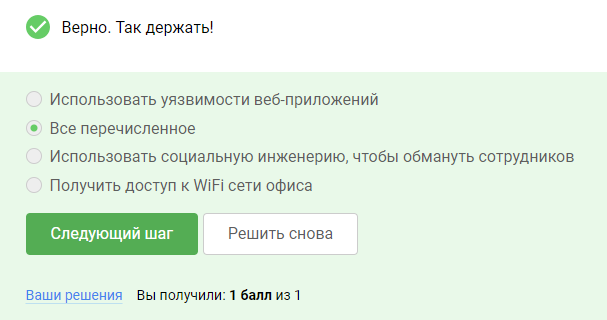 Верно. Так держать!
Использовать уязвимости веб-приложений
Все перечисленное
Использовать социальную инженерию, чтобы обмануть сотрудников
Получить доступ к WiFi сети офиса
Следующий шаг Решить снова
Ваши решения Вы получили: 1 балл из 1